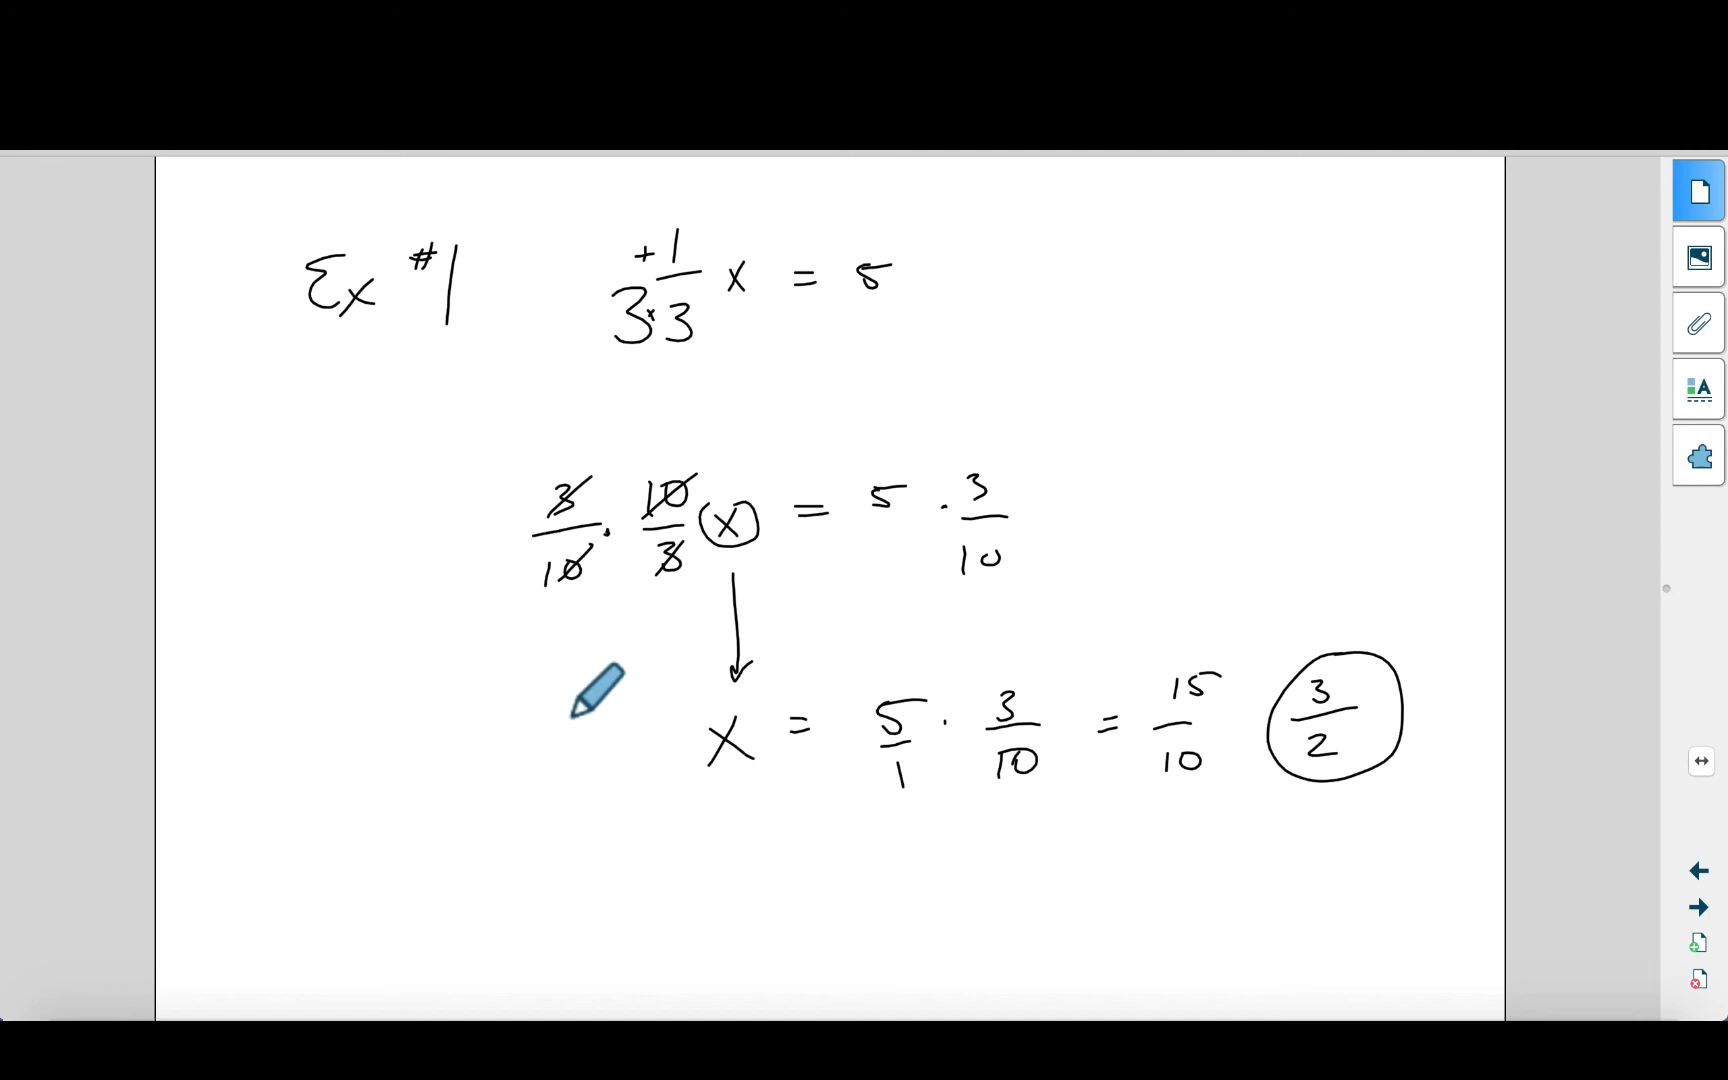 Ex #1 3 + 1/3 x = 5
3/10 · 10/3 (x) = 5 · 3/10
x = 5/1 · 3/10 = 15/10 3/2